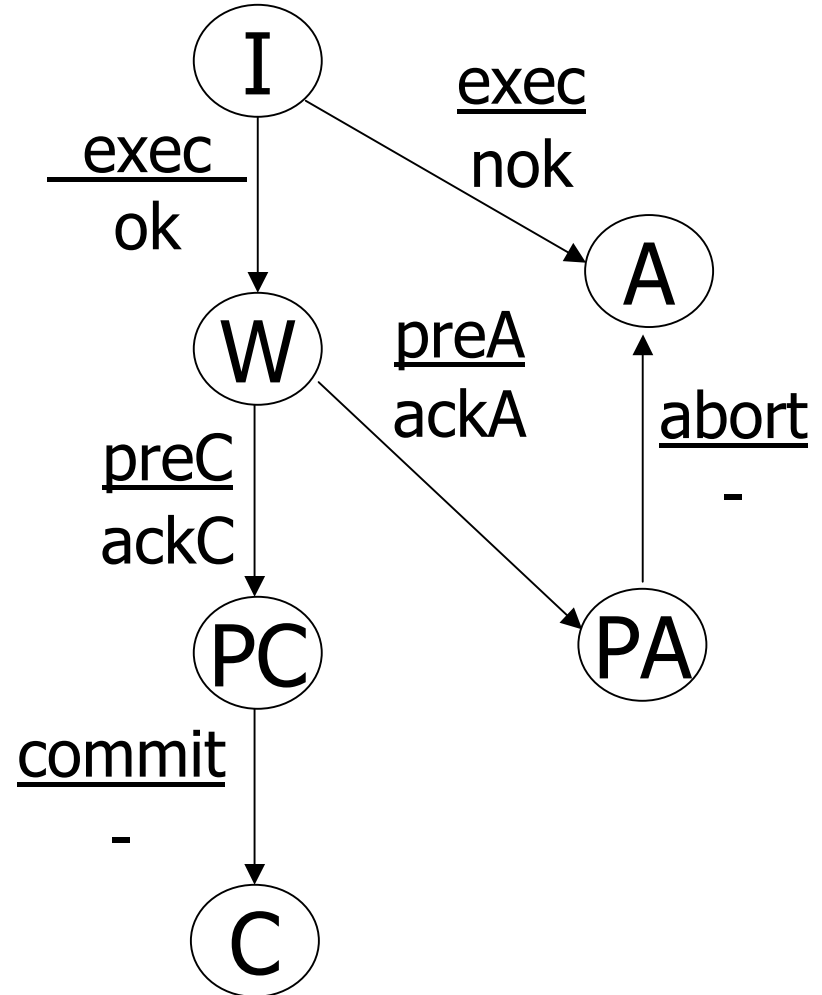 I
exec
nok
exec
ok
A
W
preA
ackA
abort
-
preC
ackC
PC
PA
commit
-
C